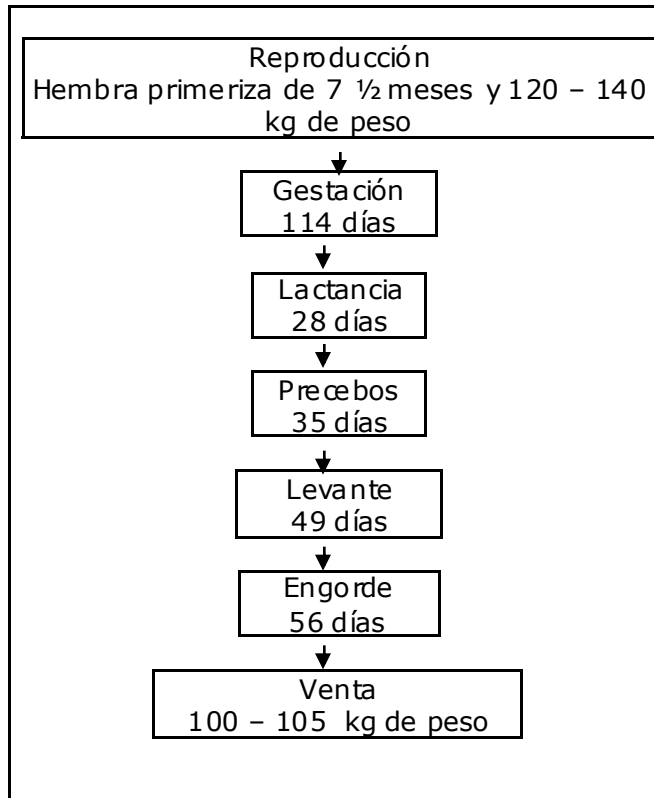 Reproducción
Hembra primeriza de 7 ½ meses y 120 – 140
kg de peso
Gestación
114 días
Lactancia
28 días
Precebos
35 días
Levante
49 días
Engorde
56 días
Venta
100 – 105 kg de peso